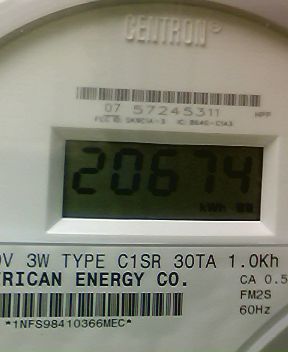 CENTRON®
07 57245311
HPP
20674
kWh
V 3W TYPE C1SR 30TA 1.0Kh
RICAN ENERGY CO.
CA 0.5
FM2S
60Hz
*1NFS98410366MEC*